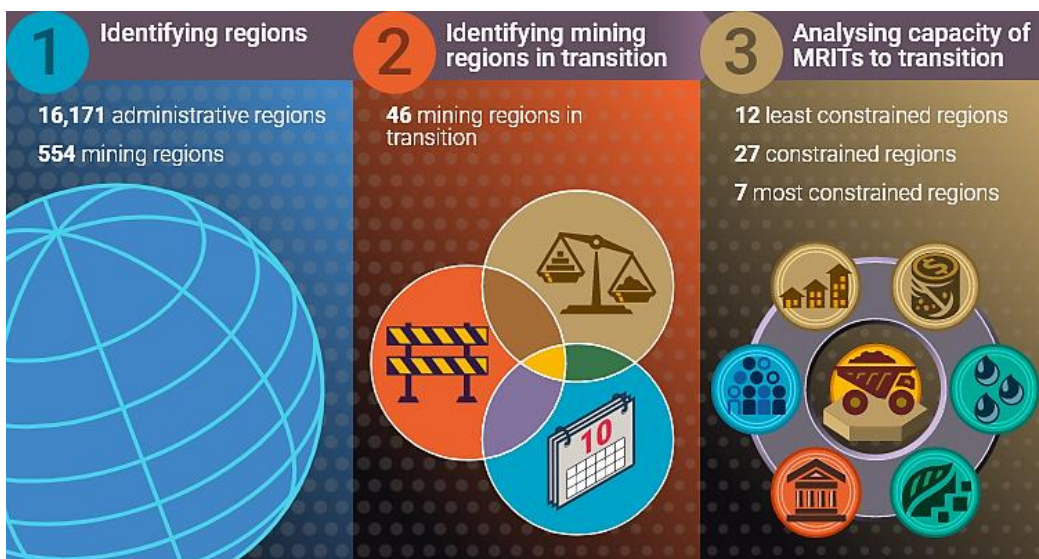 1
Identifying regions
16,171 administrative regions
554 mining regions
2
Identifying mining
regions in transition
46 mining regions in
transition
10
3
Analysing capacity of
MRITs to transition
12 least constrained regions
27 constrained regions
7 most constrained regions
$